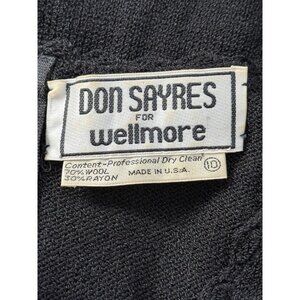 DON SAYRES
FOR
wellmore
Content-Professional Dry Clean
70% WOOL
30% RAYON MADE IN U.S.A.
10